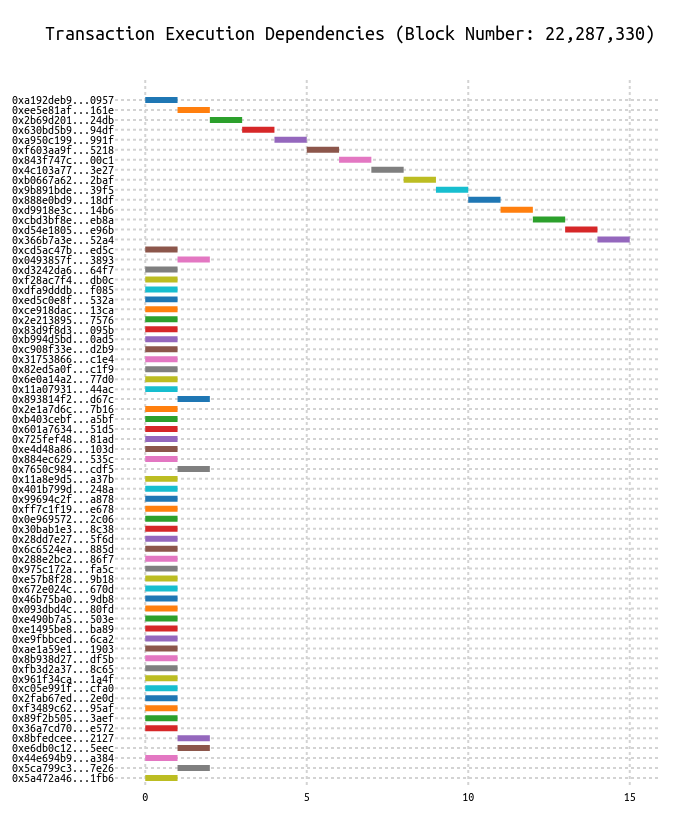 Transaction Execution Dependencies (Block Number: 22,287,330)
0xa192deb9...0957
0xee5e81af...161e
0x2b69d201...24db
0x630bd5b9...94df
0xa950c199...991f
0xf603aa9f...5218
0x843f747c...00c1
0x4c103a77...3e27
0xb0667a62...2baf
0x9b891bde...39f5
0x888e0bd9...18df
0xd9918e3c...14b6
0xcbd3bf8e...eb8a
0xd54e1805...e96b
0x366b7a3e...52a4
0xcd5ac47b...ed5c
0x0493857f...3893
0xd3242da6...64f7
0xf28ac7f4...db0c
0xdfa9dddb...f085
0xed5c0e8f...532a
0xce918dac...13ca
0x2e213895...7576
0x83d9f8d3...095b
0xb994d5bd...0ad5
0xc908f33e...d2b9
0x31753866...c1e4
0x82ed5a0f...c1f9
0x6e0a14a2...77d0
0x11a07931...44ac
0x893814f2...d67c
0x2e1a7d6c...7b16
0xb403cebf...a5bf
0x601a7634...51d5
0x725fef48...81ad
0xe4d48a86...103d
0x884ec629...535c
0x7650c984...cdf5
0x11a8e9d5...a37b
0x401b799d...248a
0x99694c2f...a878
0xff7c1f19...e678
0x0e969572...2c06
0x30bab1e3...8c38
0x28dd7e27...5f6d
0x6c6524ea...885d
0x288e2bc2...86f7
0x975c172a...fa5c
0xe57b8f28...9b18
0x672e024c...670d
0x46b75ba0...9db8
0x093dbd4c...80fd
0xe490b7a5...503e
0xe1495be8...ba89
0xe9fbbced...6ca2
0xae1a59e1...1903
0x8b938d27...df5b
0xfb3d2a37...8c65
0x961f34ca...1a4f
0xc05e991f...cfa0
0x2fab67ed...2e0d
0xf3489c62...95af
0x89f2b505...3aef
0x36a7cd70...e572
0x8bfedcee...2127
0xe6db0c12...5eec
0x44e694b9...a384
0x5ca799c3...7e26
0x5a472a46...1fb6
0 5 10 15